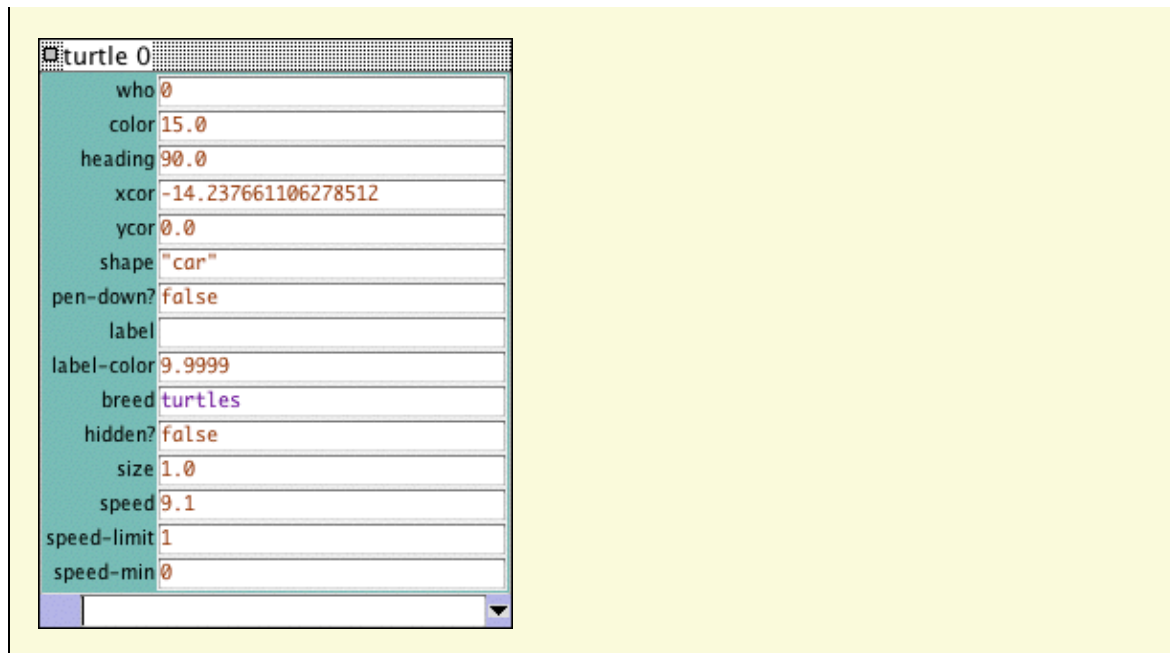 turtle 0
who 0
color 15.0
heading 90.0
xcor -14.237661106278512
ycor 0.0
shape "car"
pen-down? false
label
label-color 9.9999
breed turtles
hidden? false
size 1.0
speed 9.1
speed-limit 1
speed-min 0